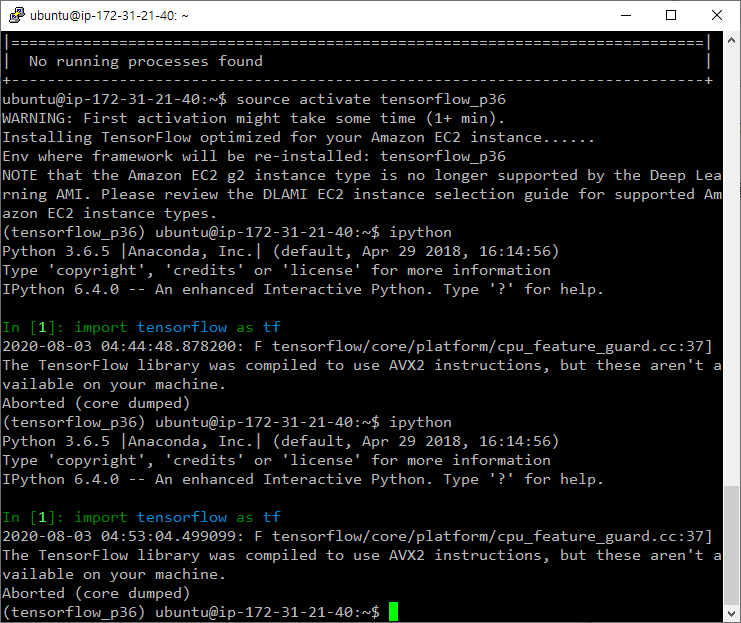 ubuntu@ip-172-31-21-40: ~
|=============================================================================|
|  No running processes found                                                 |
+-----------------------------------------------------------------------------+
ubuntu@ip-172-31-21-40:~$ source activate tensorflow_p36
WARNING: First activation might take some time (1+ min).
Installing TensorFlow optimized for your Amazon EC2 instance......
Env where framework will be re-installed: tensorflow_p36
NOTE that the Amazon EC2 g2 instance type is no longer supported by the Deep Lea
rning AMI. Please review the DLAMI EC2 instance selection guide for supported Am
azon EC2 instance types.
(tensorflow_p36) ubuntu@ip-172-31-21-40:~$ ipython
Python 3.6.5 |Anaconda, Inc.| (default, Apr 29 2018, 16:14:56)
Type 'copyright', 'credits' or 'license' for more information
IPython 6.4.0 -- An enhanced Interactive Python. Type '?' for help.
In [1]: import tensorflow as tf
2020-08-03 04:44:48.878200: F tensorflow/core/platform/cpu_feature_guard.cc:37]
The TensorFlow library was compiled to use AVX2 instructions, but these aren't a
vailable on your machine.
Aborted (core dumped)
(tensorflow_p36) ubuntu@ip-172-31-21-40:~$ ipython
Python 3.6.5 |Anaconda, Inc.| (default, Apr 29 2018, 16:14:56)
Type 'copyright', 'credits' or 'license' for more information
IPython 6.4.0 -- An enhanced Interactive Python. Type '?' for help.
In [1]: import tensorflow as tf
2020-08-03 04:53:04.499099: F tensorflow/core/platform/cpu_feature_guard.cc:37]
The TensorFlow library was compiled to use AVX2 instructions, but these aren't a
vailable on your machine.
Aborted (core dumped)
(tensorflow_p36) ubuntu@ip-172-31-21-40:~$